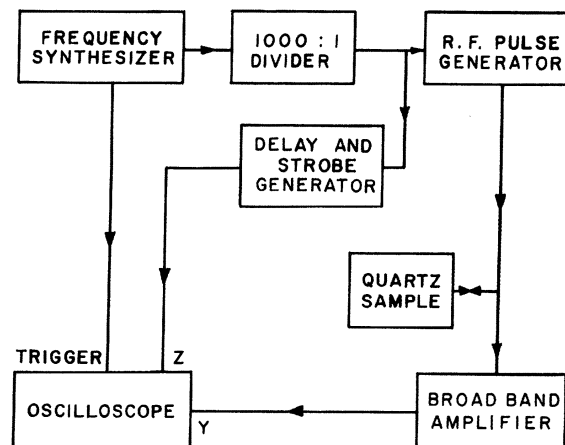 FREQUENCY
SYNTHESIZER
1000 : 1
DIVIDER
R.F. PULSE
GENERATOR
DELAY AND
STROBE
GENERATOR
QUARTZ
SAMPLE
TRIGGER
Z
OSCILLOSCOPE
Y
BROAD BAND
AMPLIFIER